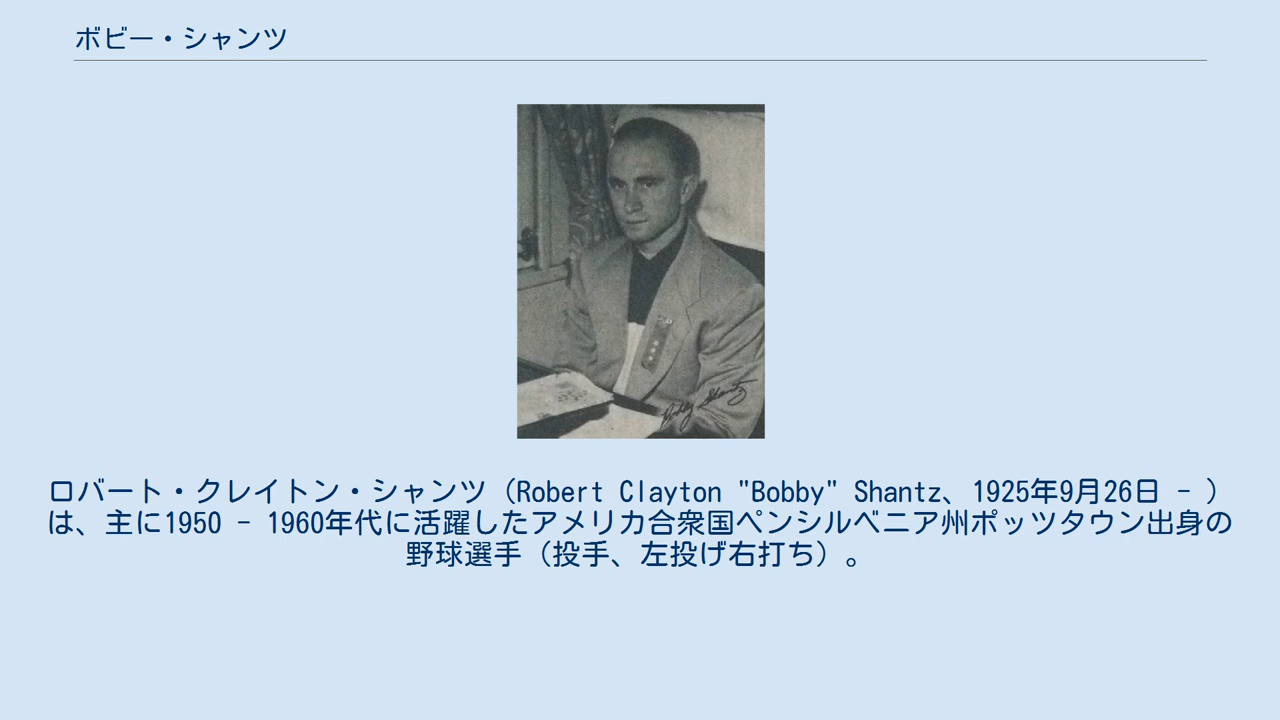 ボビー・シャンツ
Bobby Shantz
ロバート・クレイトン・シャンツ（Robert Clayton "Bobby" Shantz、1925年9月26日 - ）
は、主に1950 - 1960年代に活躍したアメリカ合衆国ペンシルベニア州ポッツタウン出身の
野球選手（投手、左投げ右打ち）。